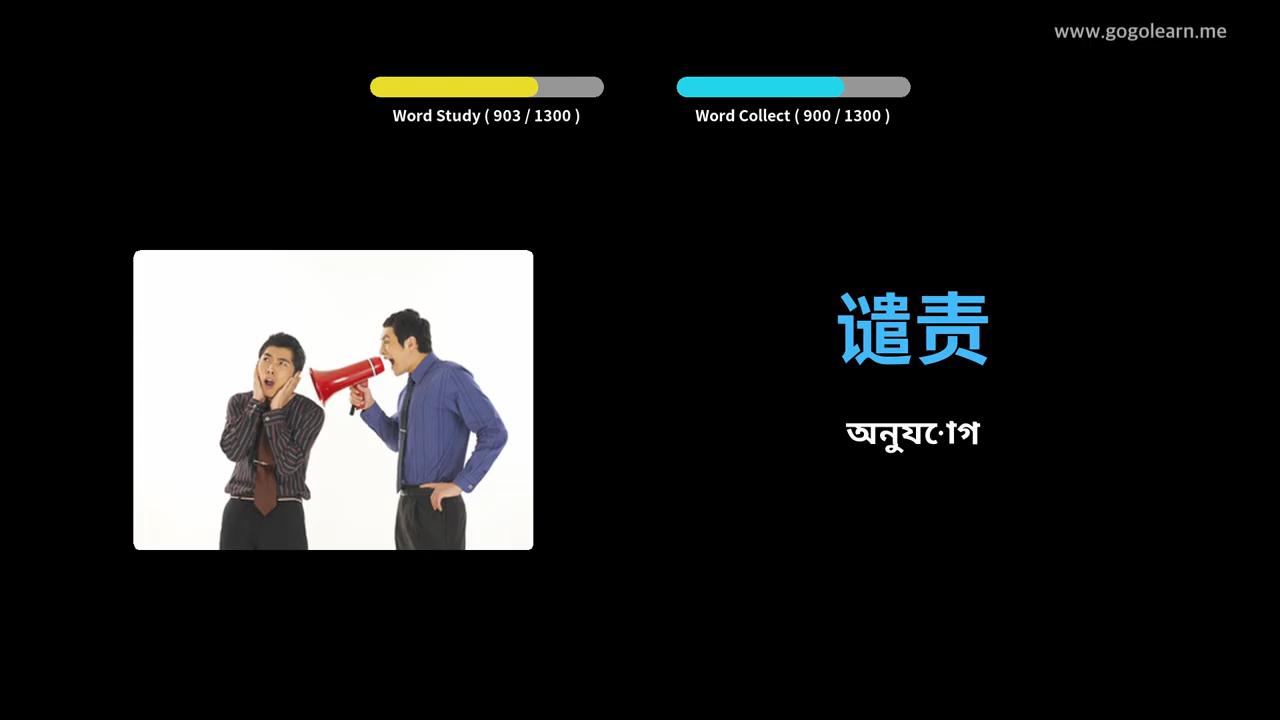 www.gogolearn.me
Word Study ( 903 / 1300 )
Word Collect ( 900 / 1300 )
谴责
অনুযোগ